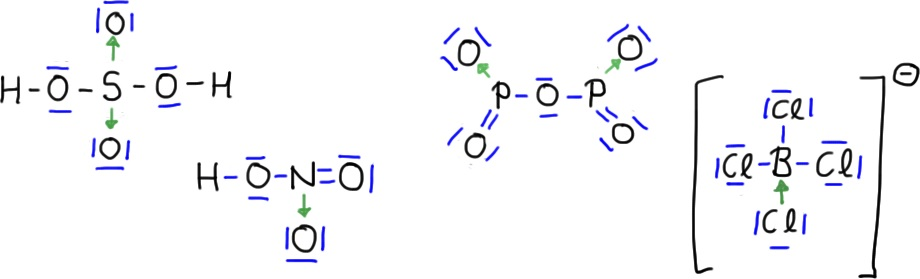 O
H-O-S-O-H
O
H-O-N=O
O
O O
P-O-P
O O
Cl
Cl-B-Cl
Cl
⊖